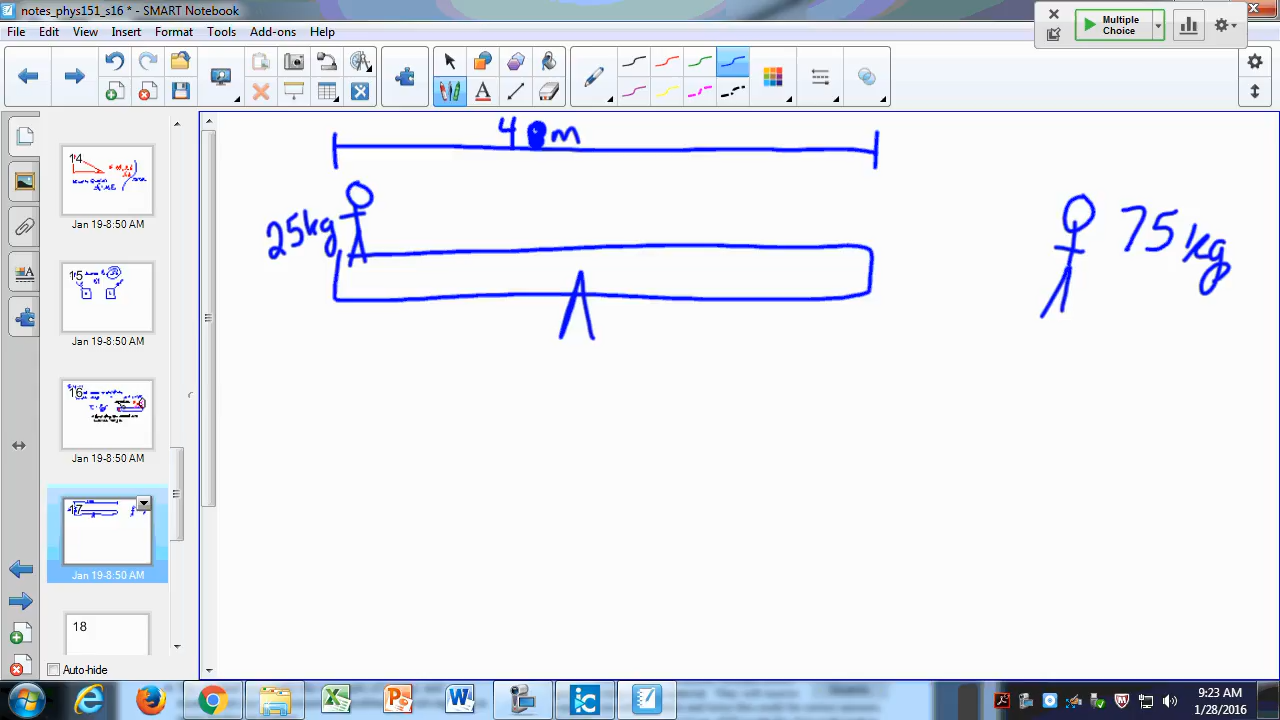 notes_phys151_s16 * - SMART Notebook
File Edit View Insert Format Tools Add-ons Help
Multiple
Choice
14
Jan 19-8:50 AM
15
Jan 19-8:50 AM
16
Jan 19-8:50 AM
17
Jan 19-8:50 AM
18
Auto-hide
4 m
25kg
75kg
9:23 AM
1/28/2016